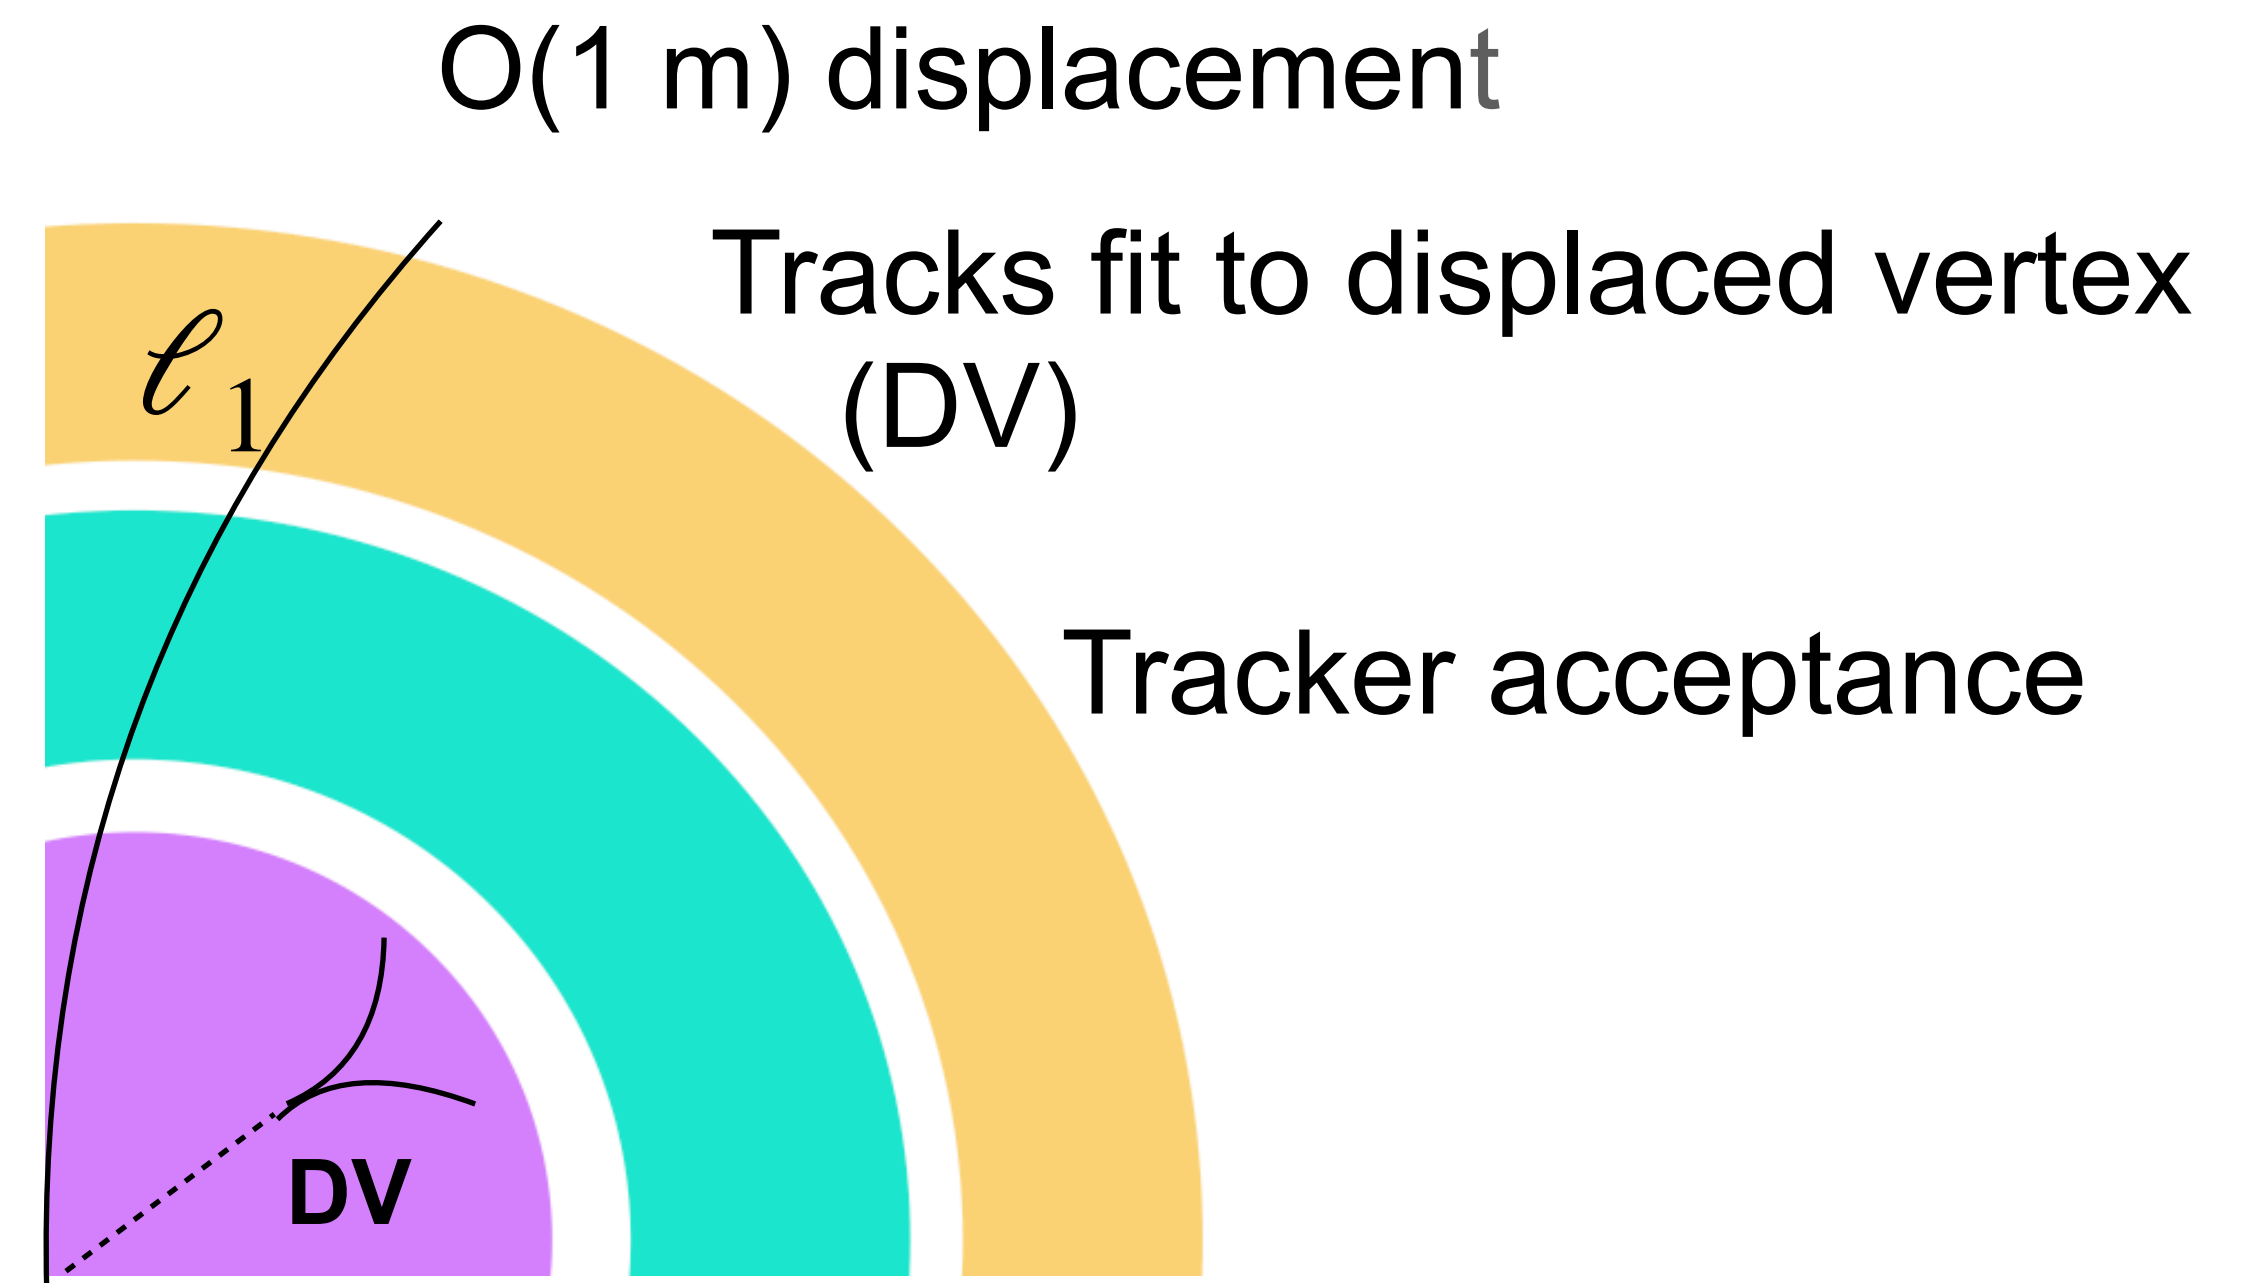 O(1 m) displacement
Tracks fit to displaced vertex
(DV)
ℓ1
Tracker acceptance
DV